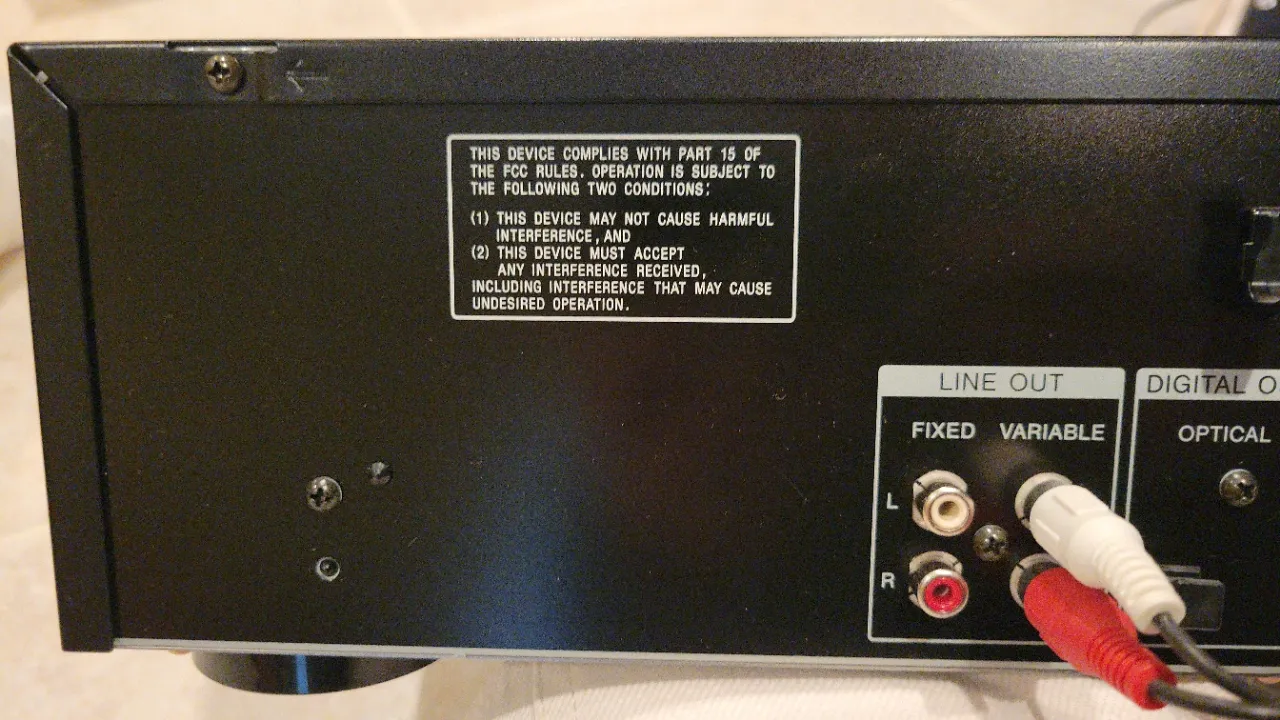 THIS DEVICE COMPLIES WITH PART 15 OF
THE FCC RULES. OPERATION IS SUBJECT TO
THE FOLLOWING TWO CONDITIONS:
(1) THIS DEVICE MAY NOT CAUSE HARMFUL
INTERFERENCE, AND
(2) THIS DEVICE MUST ACCEPT
ANY INTERFERENCE RECEIVED,
INCLUDING INTERFERENCE THAT MAY CAUSE
UNDESIRED OPERATION.
LINE OUT
FIXED VARIABLE
L
R
DIGITAL O
OPTICAL